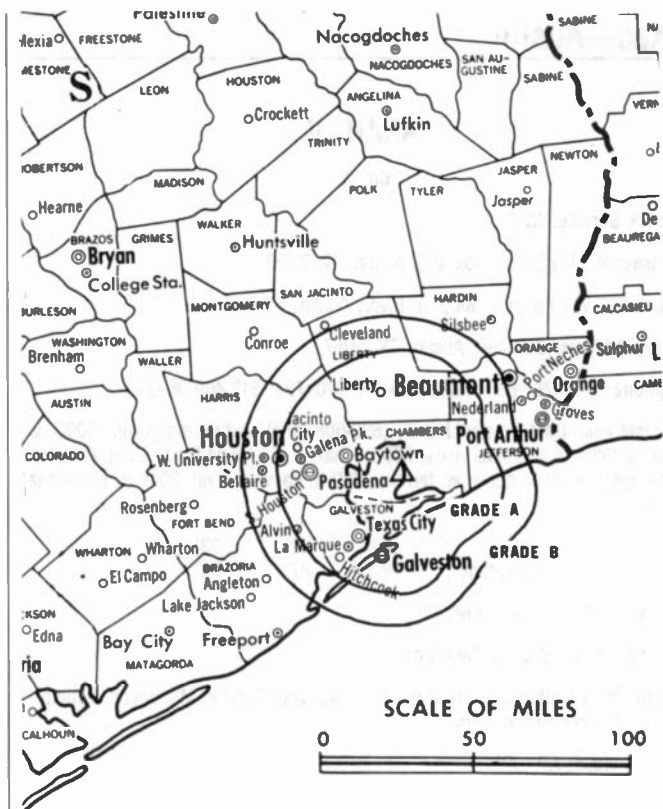 Palestine
Nacogdoches
SABINE
Mexia
FREESTONE
NACOGDOCHES
SAN AU-
GUSTINE
SABINE
S
LEON
HOUSTON
ANGELINA
Crockett
Lufkin
TRINITY
NEWTON
ROBERTSON
MADISON
POLK
TYLER
JASPER
Jasper
Hearne
WALKER
BRAZOS
GRIMES
Huntsville
Bryan
College Sta.
SAN JACINTO
HARDIN
BURLESON
MONTGOMERY
Silsbee
CALCASIEU
WASHINGTON
Conroe
Cleveland
ORANGE
Sulphur
Brenham
WALLER
LIBERTY
Port Neches
HARRIS
Liberty
Beaumont
Orange
AUSTIN
Nederland
Groves
Jacinto
City
CHAMBERS
Port Arthur
Houston
Galena Pk.
JEFFERSON
COLORADO
W. University Pl.
Baytown
Bellaire
Pasadena
S. Houston
Rosenberg
GALVESTON
GRADE A
FORT BEND
Alvin
Texas City
La Marque
GRADE B
WHARTON
Wharton
Galveston
Hitchcock
El Campo
BRAZORIA
Angleton
Lake Jackson
Edna
Bay City
Freeport
MATAGORDA
CALHOUN
SCALE OF MILES
0 50 100